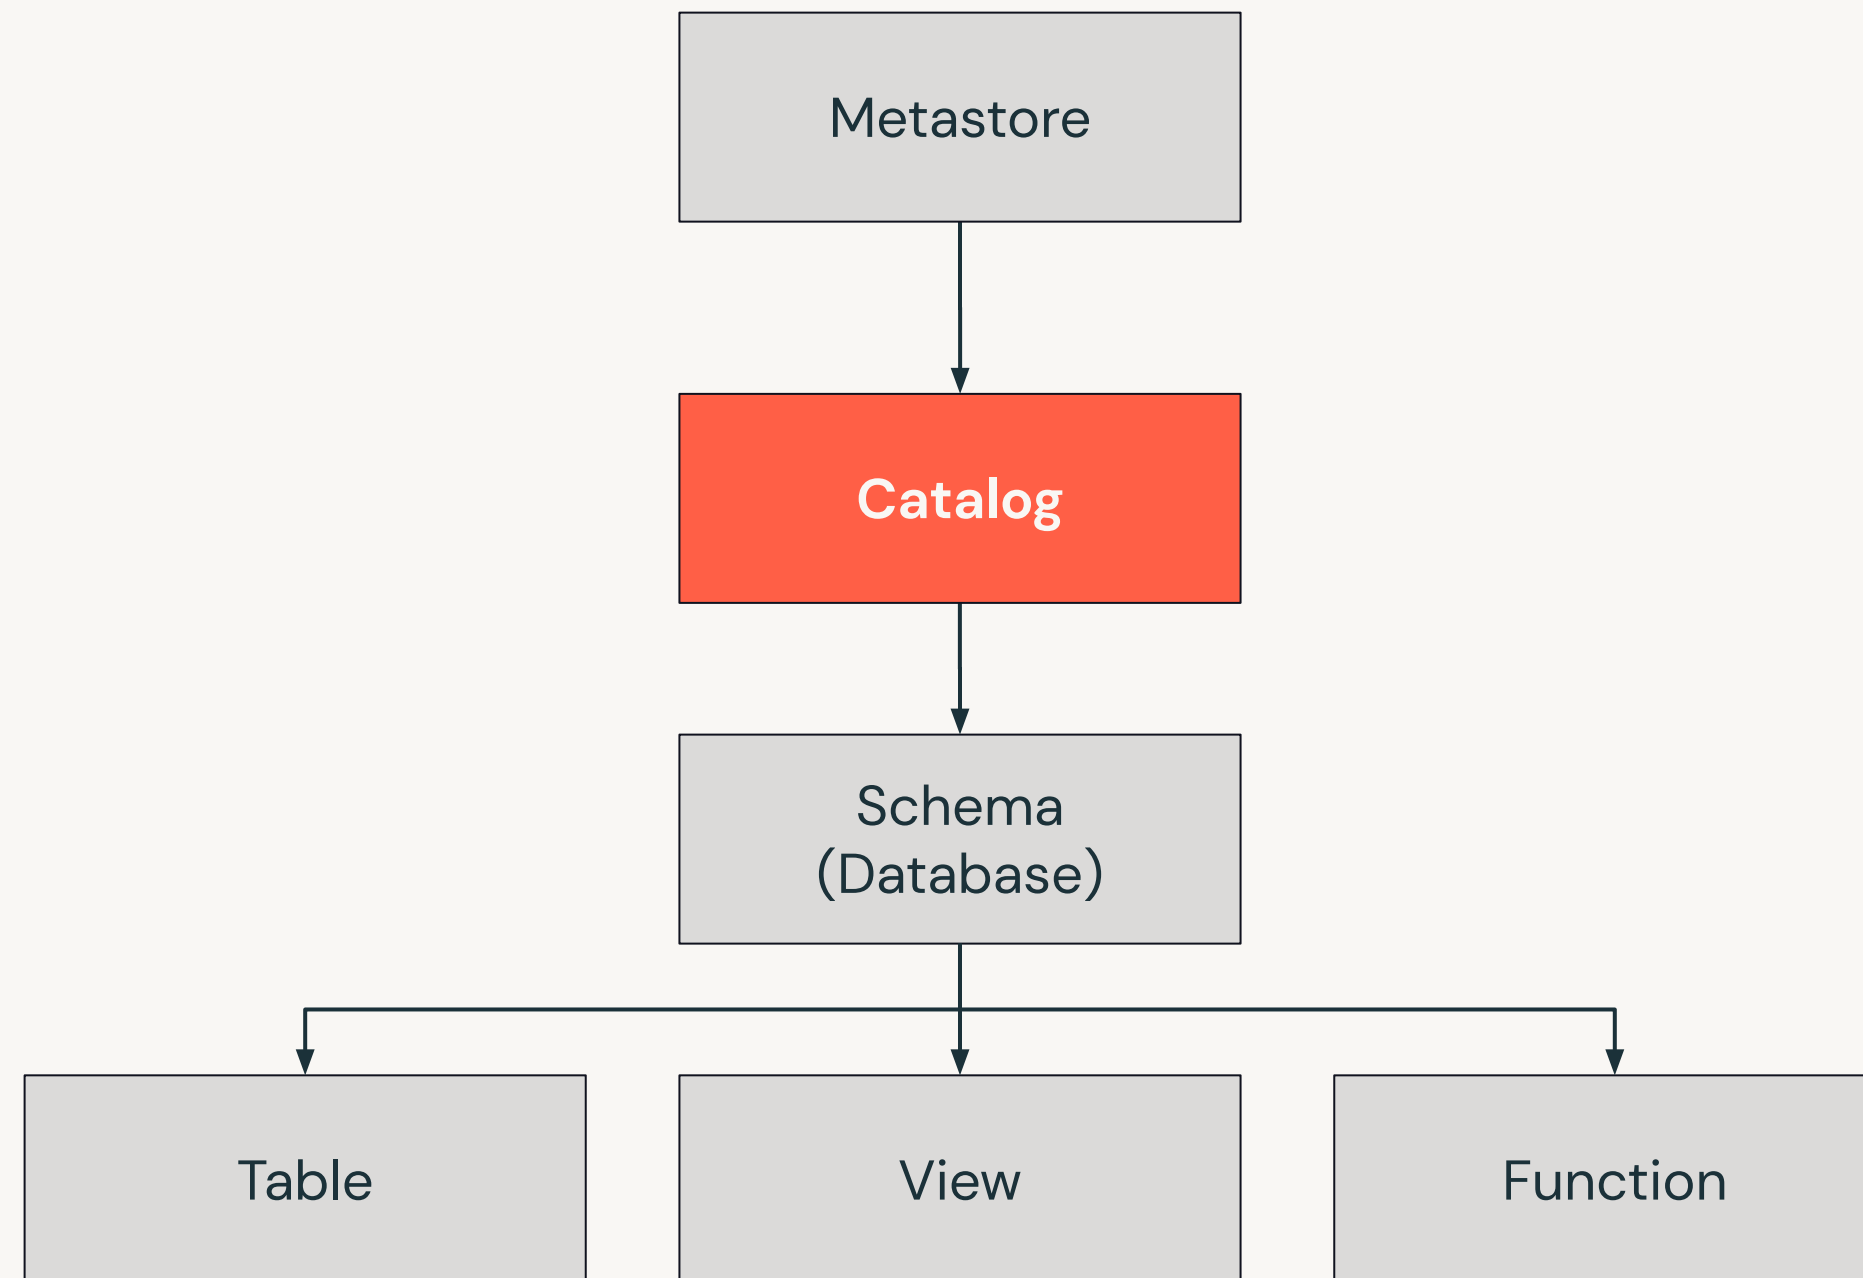 Metastore
Catalog
Schema
(Database)
Table
View
Function